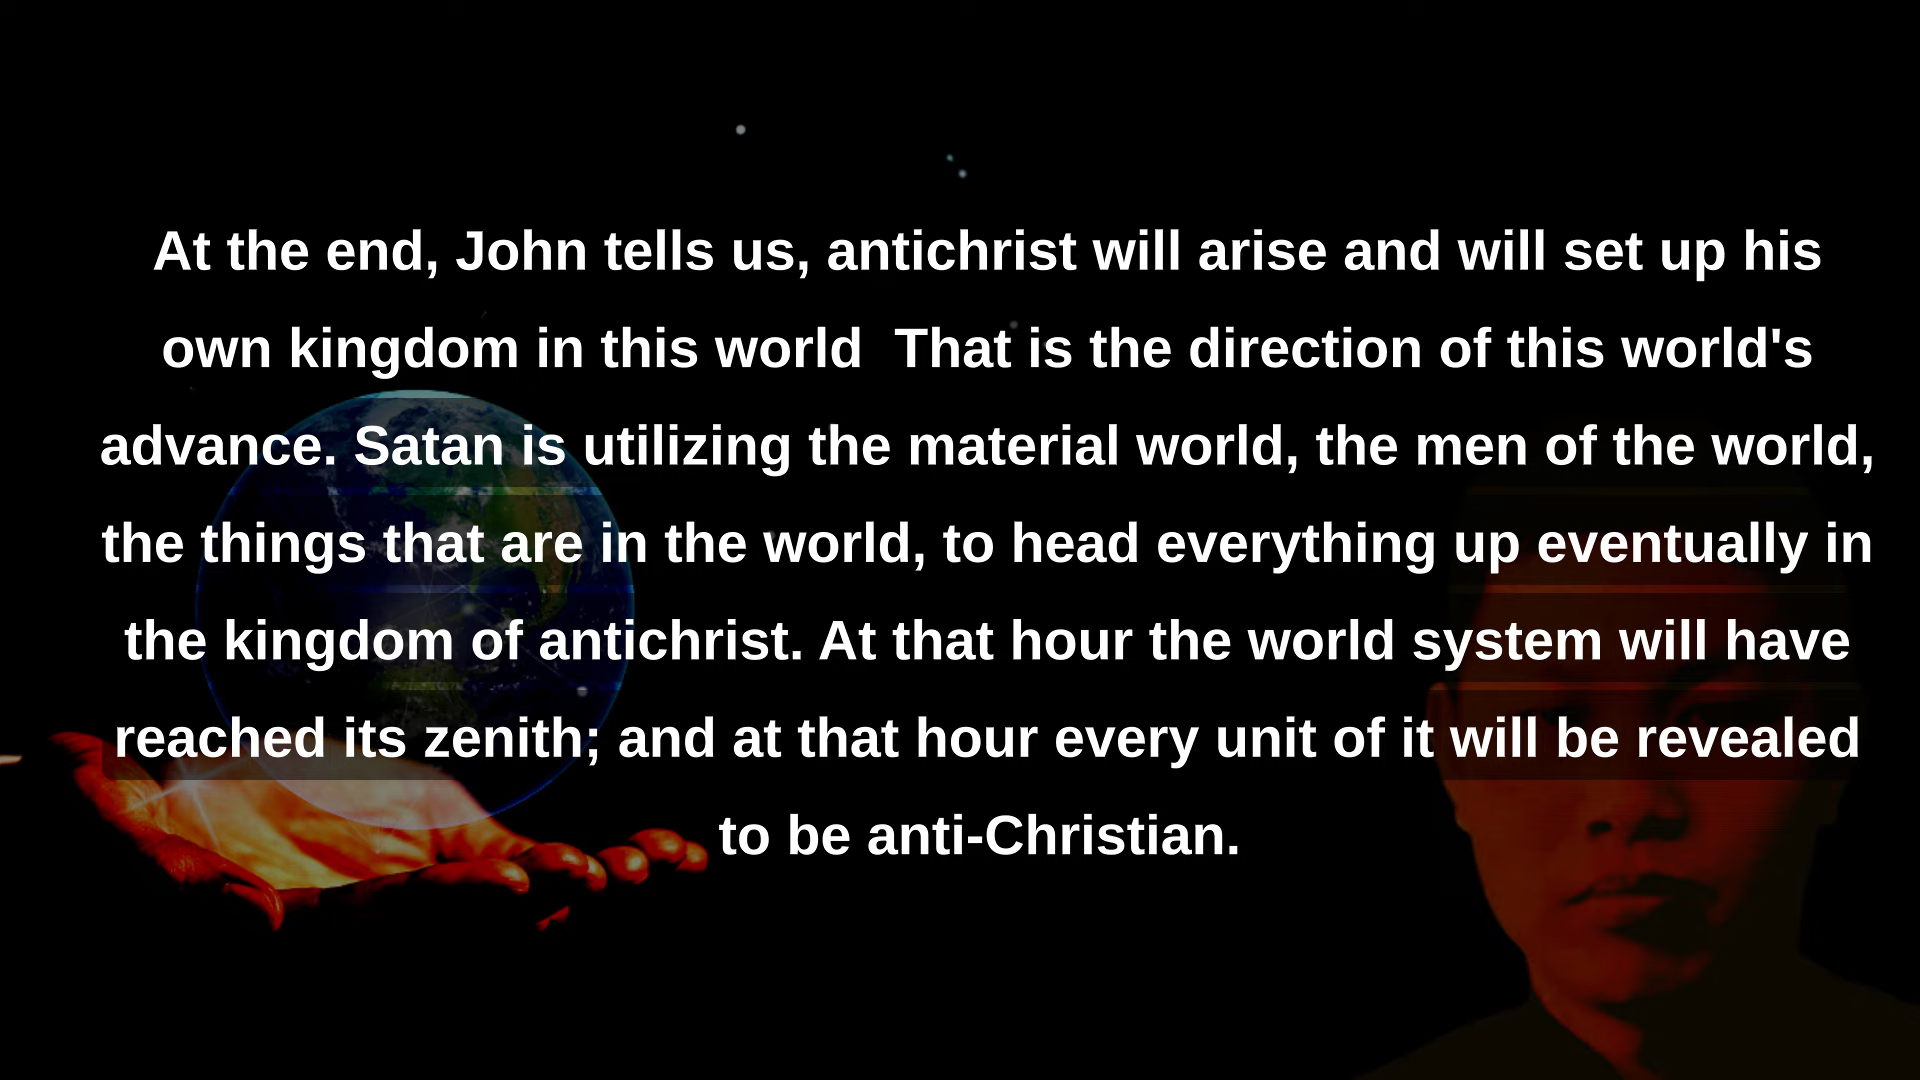 At the end, John tells us, antichrist will arise and will set up his
own kingdom in this world  That is the direction of this world's
advance. Satan is utilizing the material world, the men of the world,
the things that are in the world, to head everything up eventually in
the kingdom of antichrist. At that hour the world system will have
reached its zenith; and at that hour every unit of it will be revealed
to be anti-Christian.